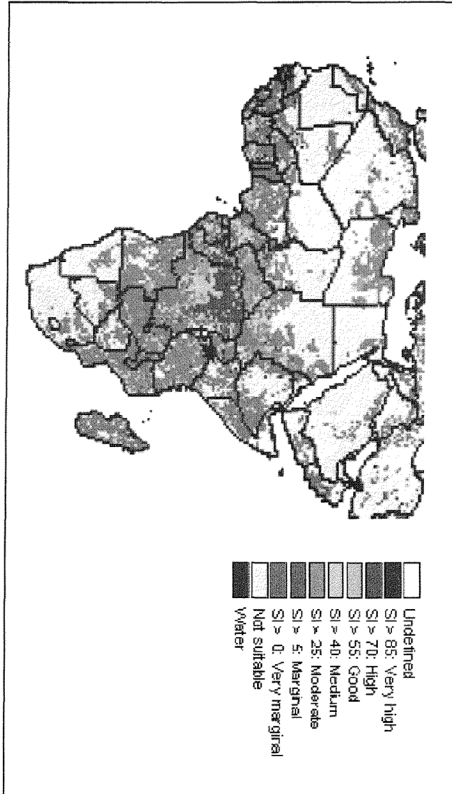 Undefined
SI > 85: Very high
SI > 70: High
SI > 55: Good
SI > 40: Medium
SI > 25: Moderate
SI > 5: Marginal
SI > 0: Very marginal
Not suitable
Water